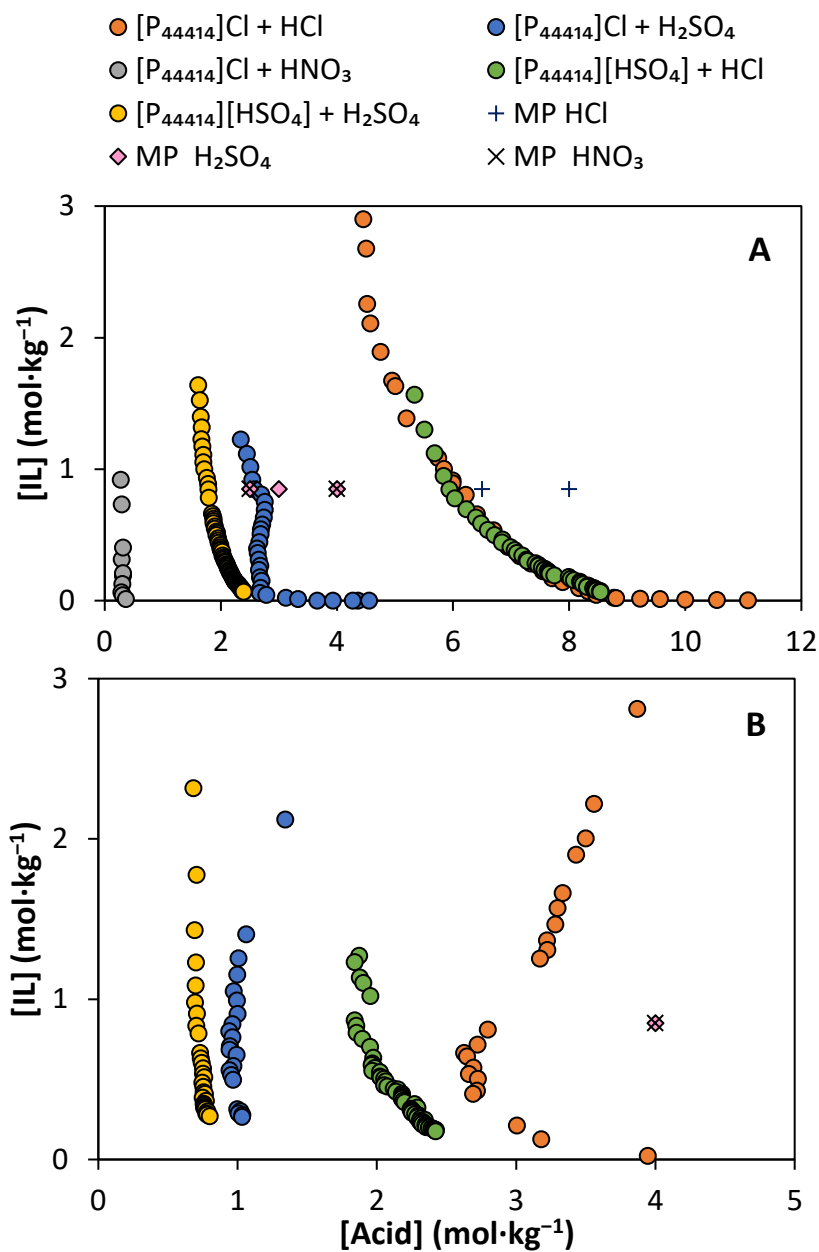 [P₄₄₄₁₄]Cl + HCl [P₄₄₄₁₄]Cl + H₂SO₄
[P₄₄₄₁₄]Cl + HNO₃ [P₄₄₄₁₄][HSO₄] + HCl
[P₄₄₄₁₄][HSO₄] + H₂SO₄ MP HCl
MP H₂SO₄ MP HNO₃
3
A
2
[IL] (mol·kg⁻¹)
1
0
0 2 4 6 8 10 12
3
B
2
[IL] (mol·kg⁻¹)
1
0
0 1 2 3 4 5
[Acid] (mol·kg⁻¹)